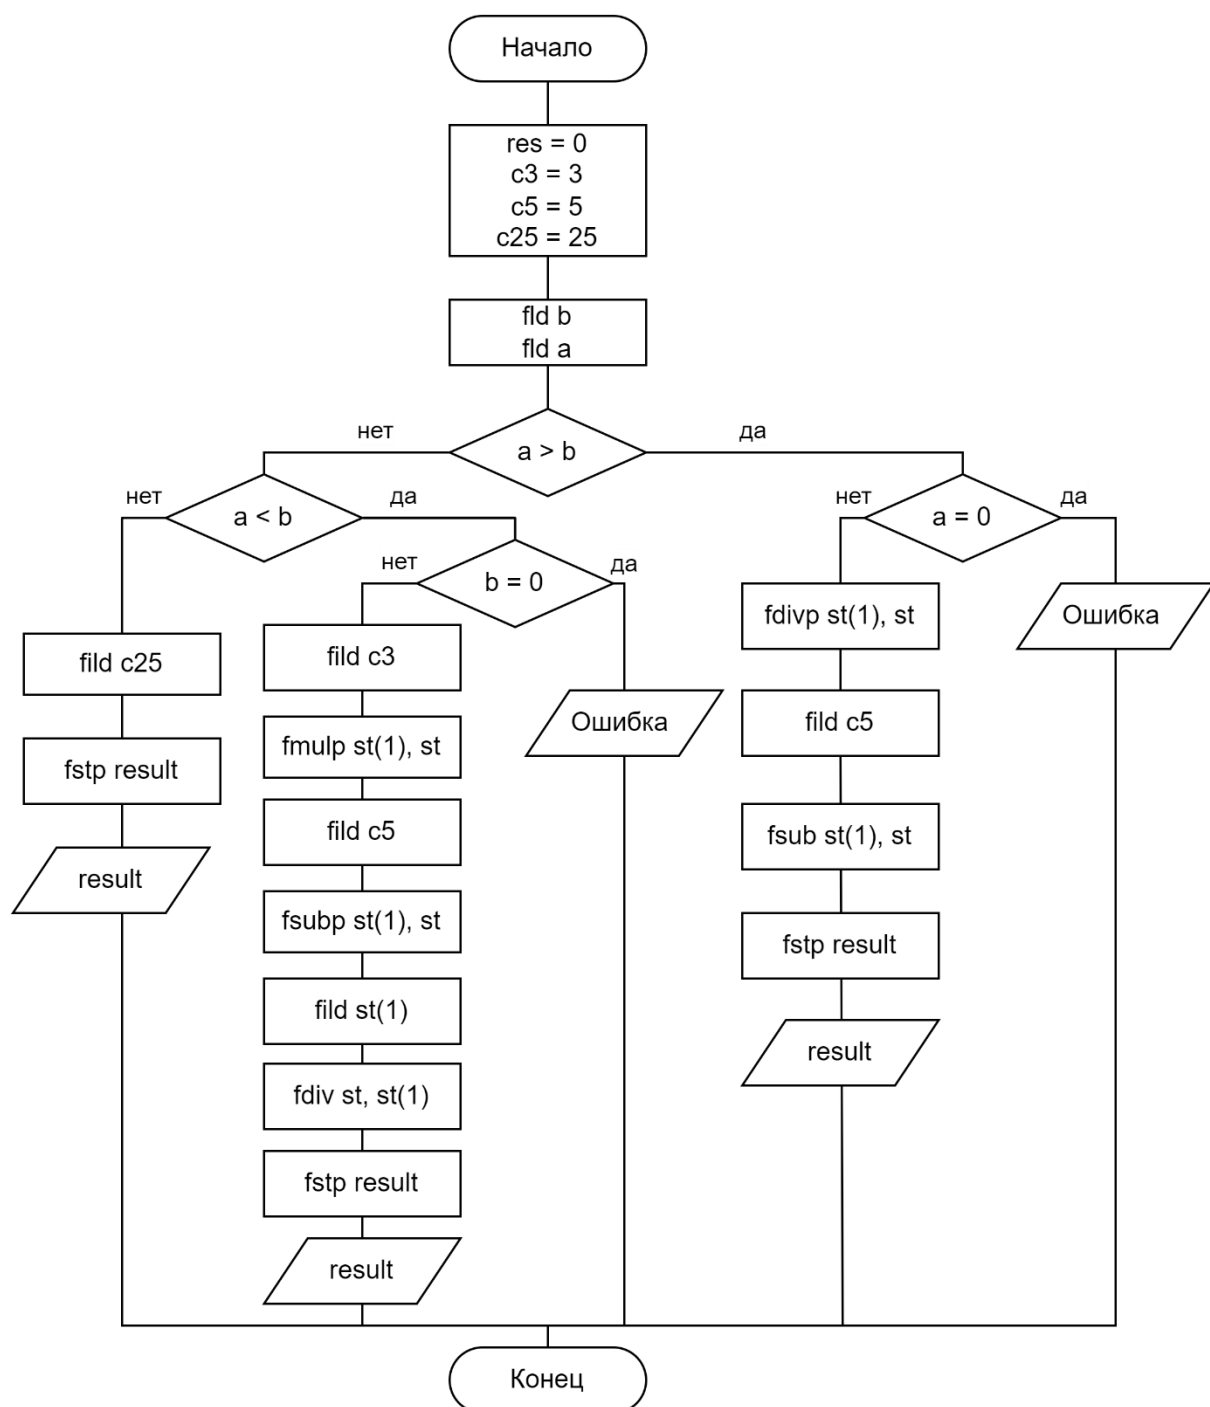 Начало
res = 0
c3 = 3
c5 = 5
c25 = 25
fld b
fld a
a > b
нет
да
a < b
нет
да
a = 0
нет
да
b = 0
нет
да
fild c25
fstp result
result
fild c3
fmulp st(1), st
fild c5
fsubp st(1), st
fild st(1)
fdiv st, st(1)
fstp result
result
Ошибка
fdivp st(1), st
fild c5
fsub st(1), st
fstp result
result
Ошибка
Конец